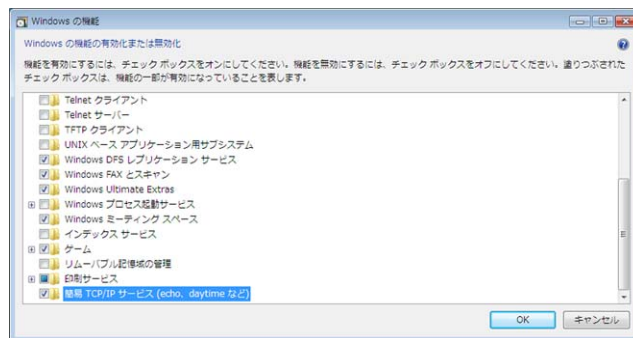 Windows の機能
Windows の機能の有効化または無効化
機能を有効にするには、チェック ボックスをオンにしてください。機能を無効にするには、チェック ボックスをオフにしてください。塗りつぶされた
チェック ボックスは、機能の一部が有効になっていることを表します。
Telnet クライアント
Telnet サーバー
TFTP クライアント
UNIX ベース アプリケーション用サブシステム
Windows DFS レプリケーション サービス
Windows FAX とスキャン
Windows Ultimate Extras
Windows プロセス起動サービス
Windows ミーティング スペース
インデックス サービス
ゲーム
リムーバブル記憶域の管理
印刷サービス
簡易 TCP/IP サービス (echo、daytime など)
OK
キャンセル